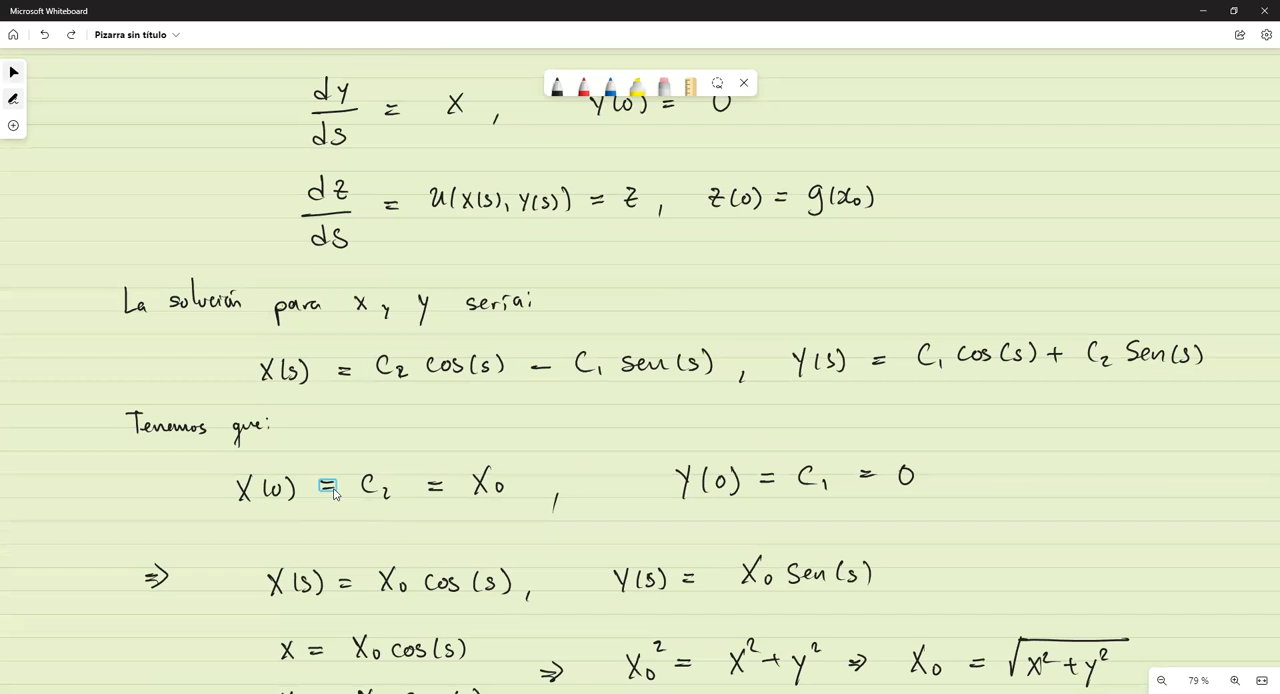 Microsoft Whiteboard
Pizarra sin título
dy/ds = x, y(0) = 0
dz/ds = u(x(s), y(s)) = z, z(0) = g(x₀)
La solución para x y y sería:
x(s) = C₂ cos(s) - C₁ sen(s), y(s) = C₁ cos(s) + C₂ Sen(s)
Tenemos que:
x(0) = C₂ = x₀, y(0) = C₁ = 0
⇒ x(s) = x₀ cos(s), y(s) = x₀ Sen(s)
x = x₀ cos(s) ⇒ x₀² = x² + y² ⇒ x₀ = √(x² + y²)
79 %